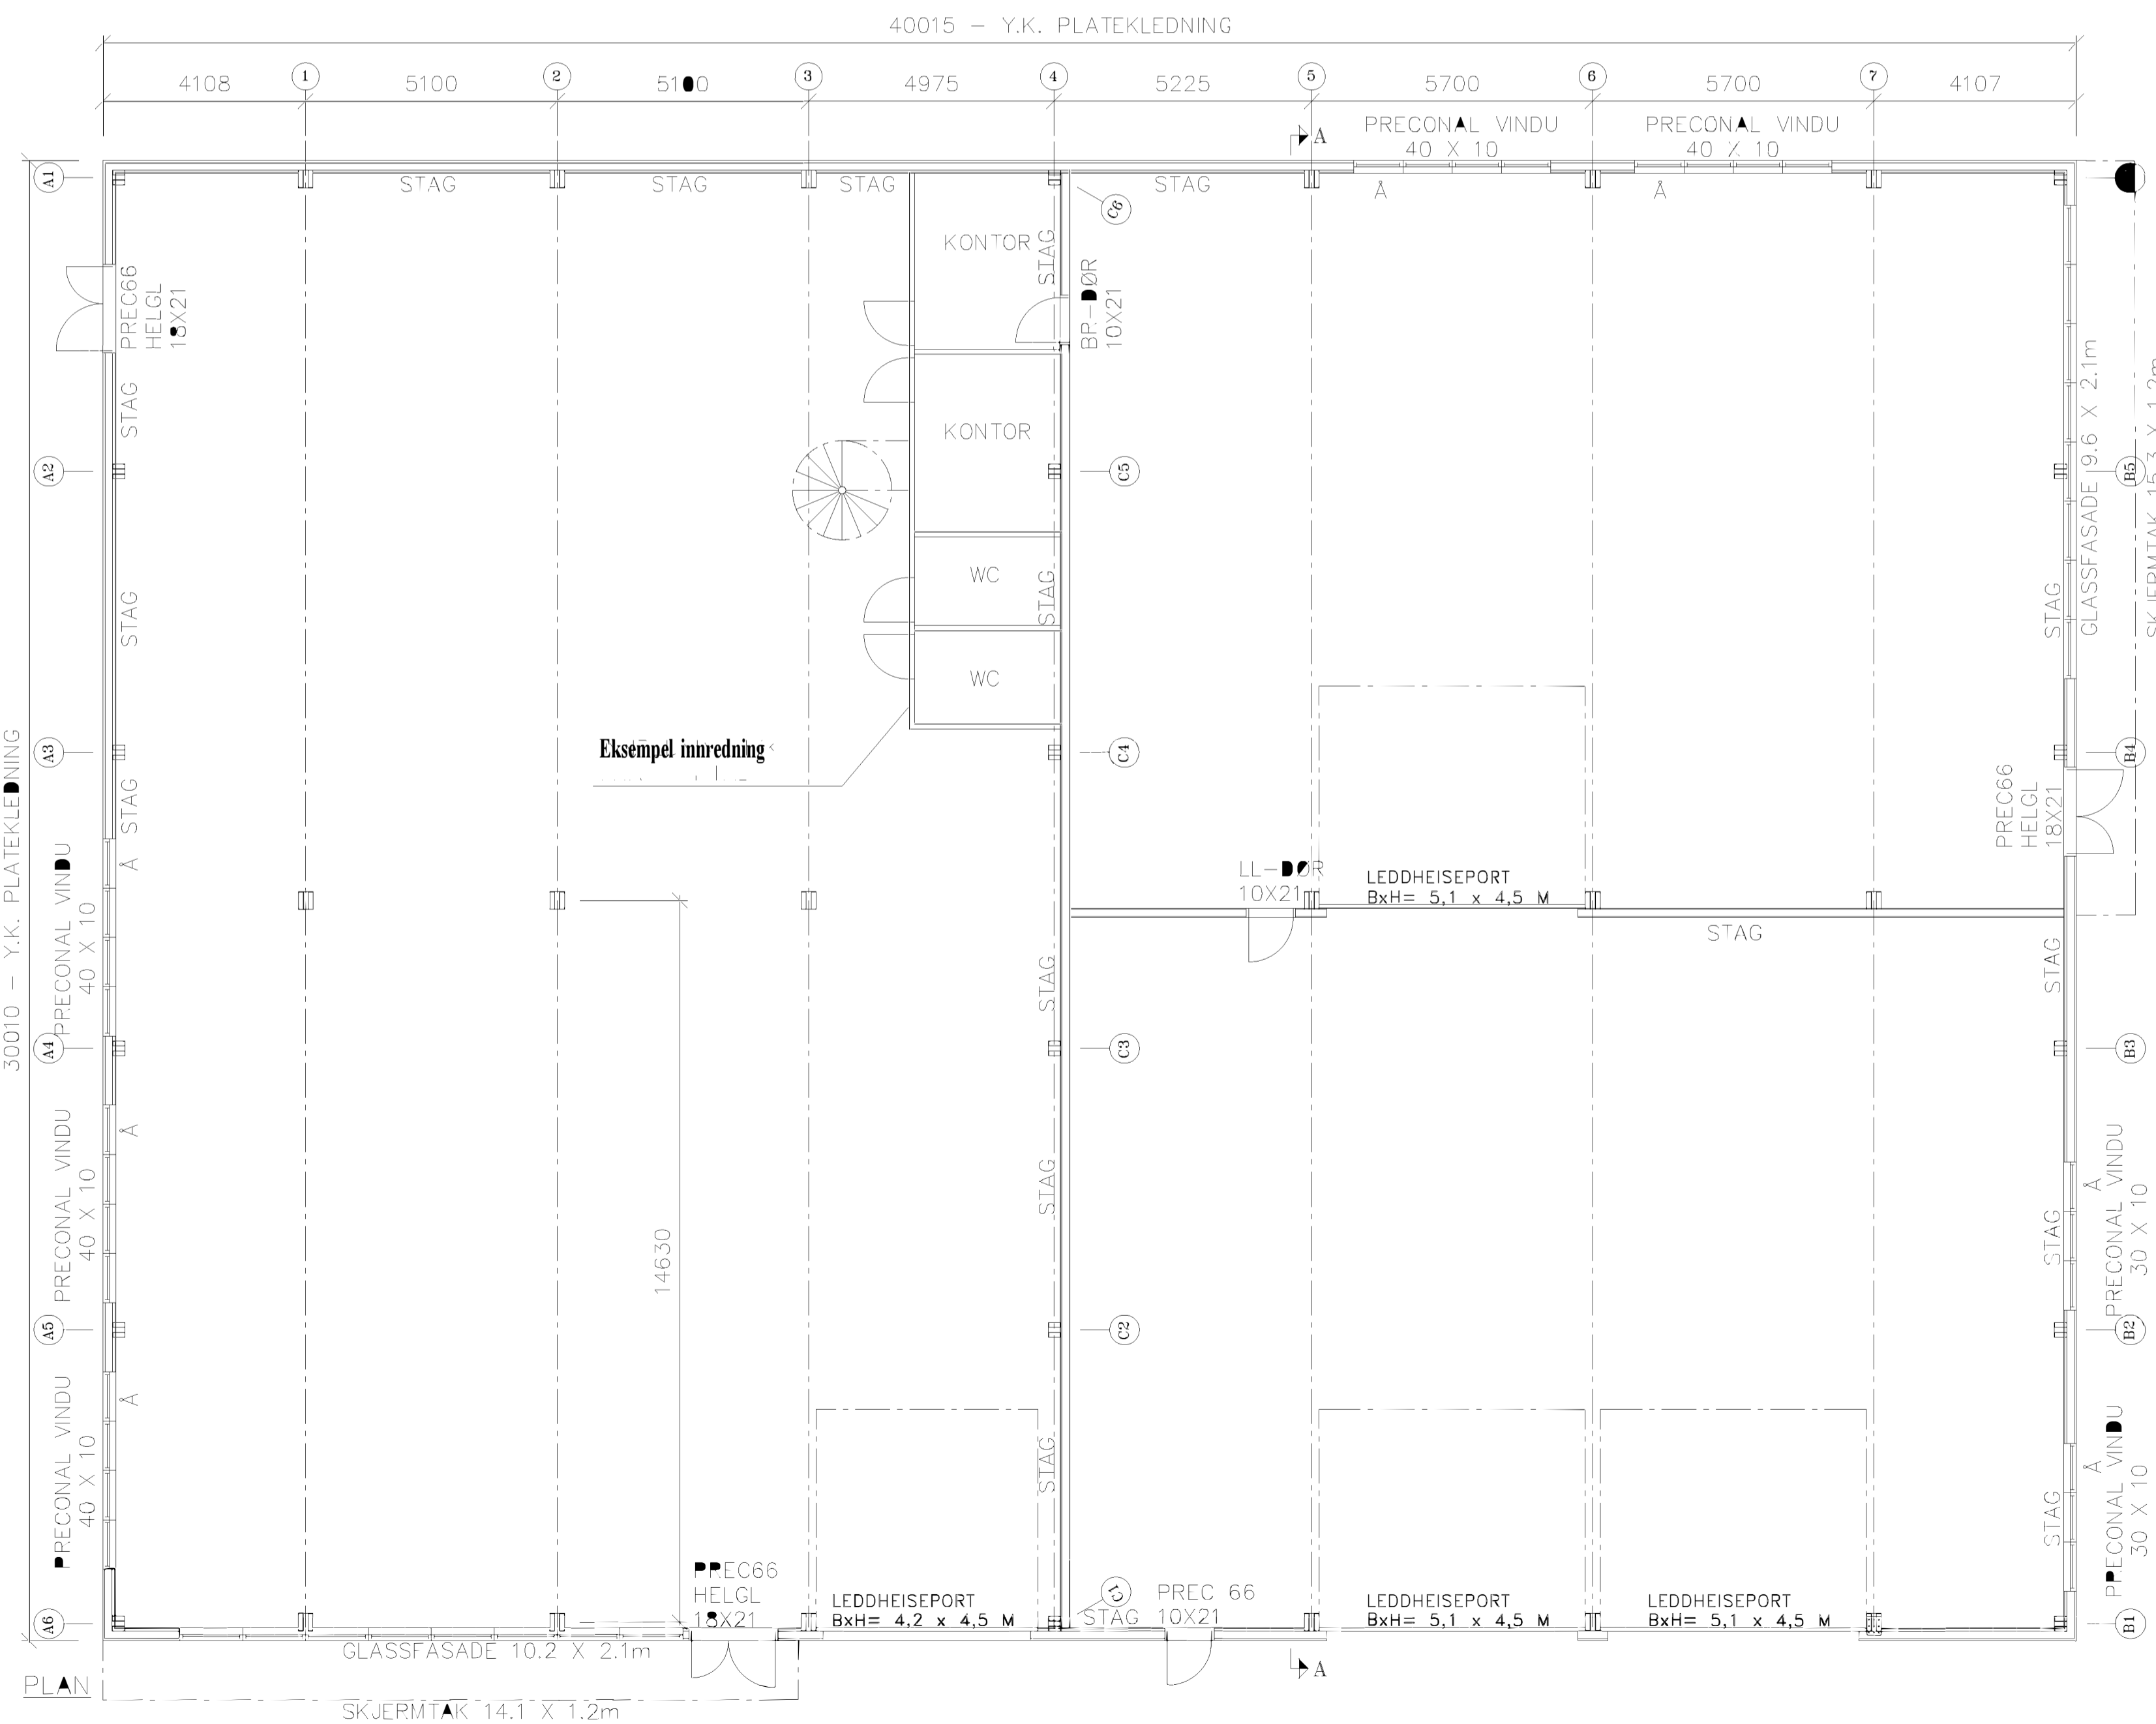 40015 – Y.K. PLATEKLEDNING
4108
1
5100
2
5100
3
4975
4
5225
5
5700
6
5700
7
4107
A
PRECONAL VINDU
40 X 10
PRECONAL VINDU
40 X 10
A1
STAG
STAG
STAG
STAG
Å
Å
C6
KONTOR
STAG
BR.-DØR
10X21
PREC66
HELGL
18X21
STAG
A2
KONTOR
C5
B5
GLASSFASADE 9.6 X 2.1m
SKJERMTAK 15.3 X 1.2m
STAG
WC
STAG
STAG
WC
30010 – Y.K. PLATEKLEDNING
A3
Eksempel innredning
C4
B4
STAG
PREC66
HELGL
18X21
PRECONAL VINDU
40 X 10
Å
LL-DØR
10X21
LEDDHEISEPORT
BxH= 5,1 x 4,5 M
STAG
STAG
STAG
A4
C3
B3
PRECONAL VINDU
40 X 10
Å
STAG
14630
PRECONAL VINDU
30 X 10
Å
STAG
A5
C2
B2
PRECONAL VINDU
40 X 10
Å
STAG
PRECONAL VINDU
30 X 10
Å
STAG
PREC66
HELGL
18X21
LEDDHEISEPORT
BxH= 4,2 x 4,5 M
C1
STAG
PREC 66
10X21
LEDDHEISEPORT
BxH= 5,1 x 4,5 M
LEDDHEISEPORT
BxH= 5,1 x 4,5 M
A6
B1
GLASSFASADE 10.2 X 2.1m
A
PLAN
SKJERMTAK 14.1 X 1.2m